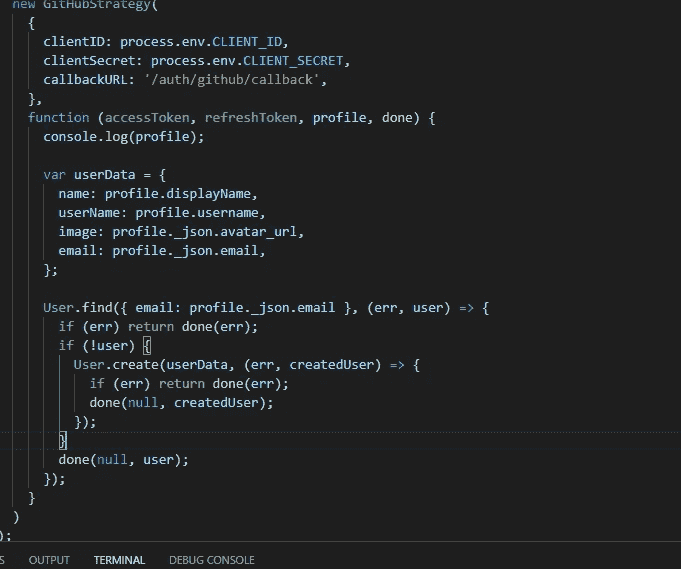 new GitHubStrategy(
{
clientID: process.env.CLIENT_ID,
clientSecret: process.env.CLIENT_SECRET,
callbackURL: '/auth/github/callback',
},
function (accessToken, refreshToken, profile, done) {
console.log(profile);
var userData = {
name: profile.displayName,
userName: profile.username,
image: profile._json.avatar_url,
email: profile._json.email,
};
User.find({ email: profile._json.email }, (err, user) => {
if (err) return done(err);
if (!user) {
User.create(userData, (err, createdUser) => {
if (err) return done(err);
done(null, createdUser);
});
}
done(null, user);
});
}
)
);
OUTPUT TERMINAL DEBUG CONSOLE